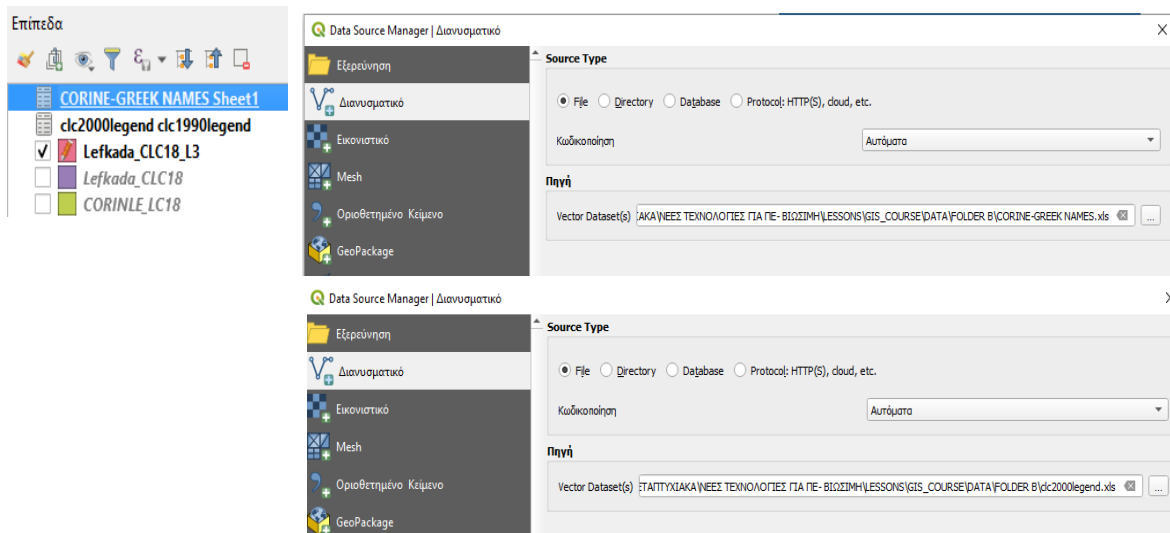 Επίπεδα
CORINE-GREEK NAMES Sheet1
clc2000legend clc1990legend
Lefkada_CLC18_L3
Lefkada_CLC18
CORINLE_LC18
Data Source Manager | Διανυσματικό
Εξερεύνηση
Διανυσματικό
Εικονιστικό
Mesh
Οριοθετημένο Κείμενο
GeoPackage
Source Type
File Directory Database Protocol: HTTP(S), cloud, etc.
Κωδικοποίηση Αυτόματα
Πηγή
Vector Dataset(s) ΙΑΚΑ\ΝΕΕΣ ΤΕΧΝΟΛΟΓΙΕΣ ΓΙΑ ΠΕ- ΒΙΩΣΙΜΗ\LESSONS\GIS_COURSE\DATA\FOLDER B\CORINE-GREEK NAMES.xls ...
Data Source Manager | Διανυσματικό
Εξερεύνηση
Διανυσματικό
Εικονιστικό
Mesh
Οριοθετημένο Κείμενο
GeoPackage
Source Type
File Directory Database Protocol: HTTP(S), cloud, etc.
Κωδικοποίηση Αυτόματα
Πηγή
Vector Dataset(s) ΕΤΑΠΤΥΧΙΑΚΑ\ΝΕΕΣ ΤΕΧΝΟΛΟΓΙΕΣ ΓΙΑ ΠΕ- ΒΙΩΣΙΜΗ\LESSONS\GIS_COURSE\DATA\FOLDER B\clc2000legend.xls ...